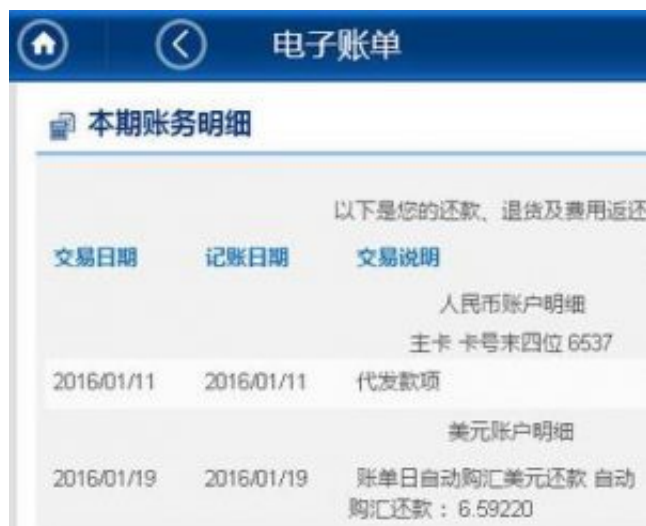 电子账单
本期账务明细
以下是您的还款、退货及费用返还
交易日期 记账日期 交易说明
人民币账户明细
主卡 卡号末四位 6537
2016/01/11 2016/01/11 代发款项
美元账户明细
2016/01/19 2016/01/19 账单日自动购汇美元还款 自动
购汇还款：6.59220